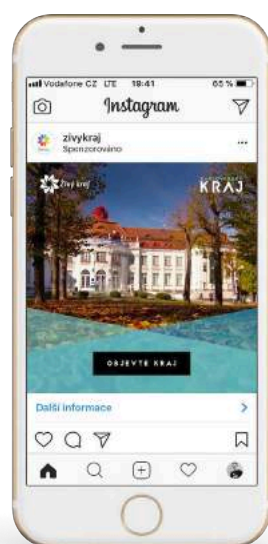 Vodafone CZ LTE 18:41 65 %
Instagram
zivykraj
Sponzorováno
Živý kraj
KRAJ
OBJEVTE KRAJ
Další informace